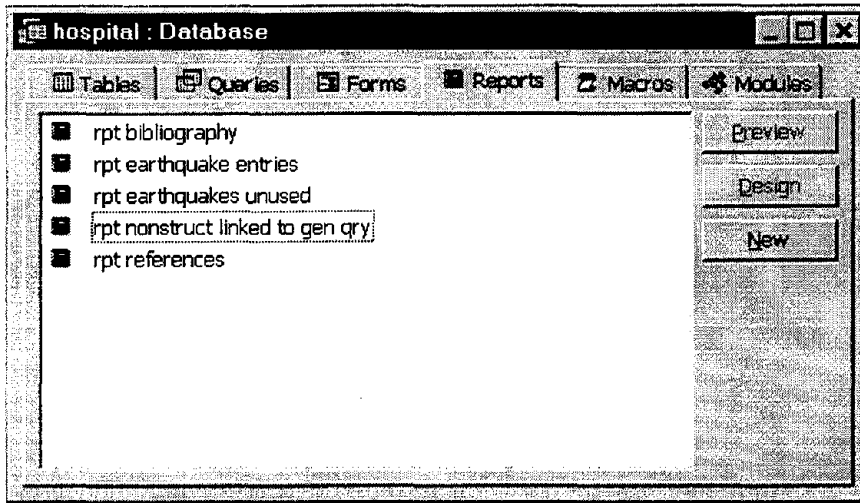 hospital : Database
Tables Queries Forms Reports Macros Modules
rpt bibliography
rpt earthquake entries
rpt earthquakes unused
rpt nonstruct linked to gen qry
rpt references
Preview
Design
New